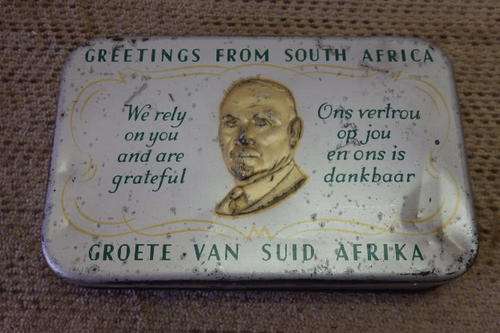 GREETINGS FROM SOUTH AFRICA
We rely
on you
and are
grateful
Ons vertrou
op jou
en ons is
dankbaar
GROETE VAN SUID AFRIKA